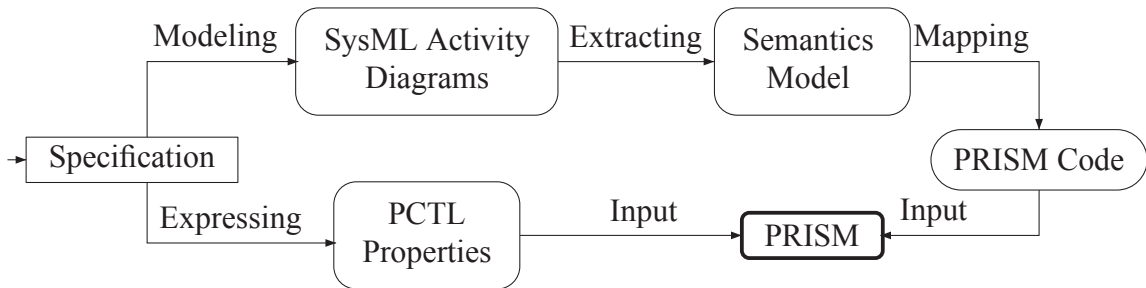 Modeling
SysML Activity
Diagrams
Extracting
Semantics
Model
Mapping
Specification
PRISM Code
Expressing
PCTL
Properties
Input
PRISM
Input